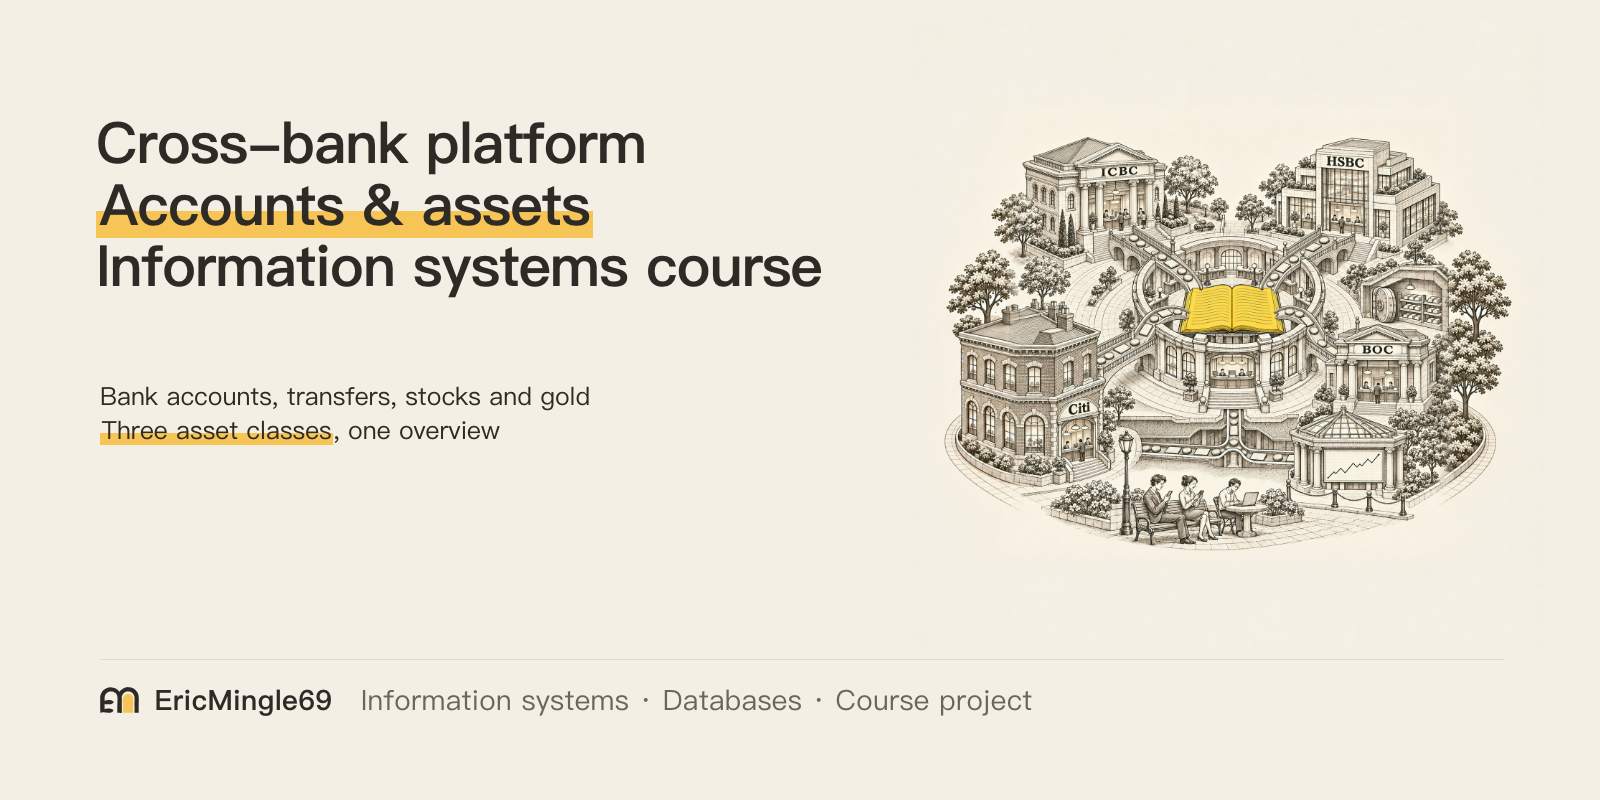 Cross–bank platform
Accounts & assets
Information systems course
Bank accounts, transfers, stocks and gold
Three asset classes, one overview
ICBC
HSBC
BOC
Citi
EricMingle69 Information systems · Databases · Course project